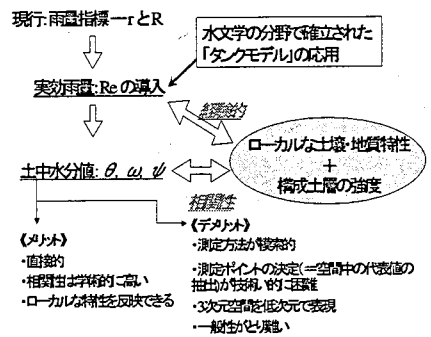 現行:雨量指標―rとR
水文学の分野で確立された
「タンクモデル」の応用
実効雨量:Reの導入
経験的
ローカルな土壌・地質特性
+
構成土層の強度
土中水分値: θ, ω, ψ
相関性
《メリット》
・直接的
・相関性は学術的に高い
・ローカルな特性を反映できる
《デメリット》
・測定方法が模索的
・測定ポイントの決定(=空間中の代表値の
抽出)が技術い的に困難
・3次元空間を低次元で表現
・一般性がとり難い